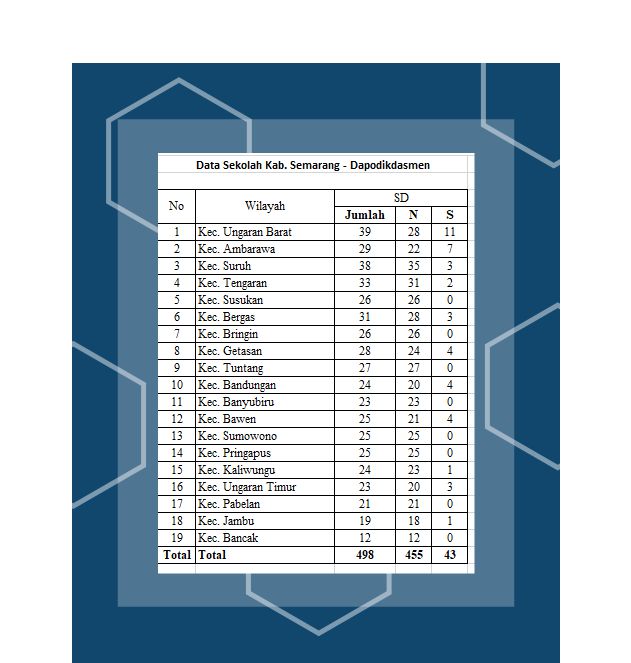 Data Sekolah Kab. Semarang - Dapodikdasmen
No Wilayah SD
Jumlah N S
1 Kec. Ungaran Barat 39 28 11
2 Kec. Ambarawa 29 22 7
3 Kec. Suruh 38 35 3
4 Kec. Tengaran 33 31 2
5 Kec. Susukan 26 26 0
6 Kec. Bergas 31 28 3
7 Kec. Bringin 26 26 0
8 Kec. Getasan 28 24 4
9 Kec. Tuntang 27 27 0
10 Kec. Bandungan 24 20 4
11 Kec. Banyubiru 23 23 0
12 Kec. Bawen 25 21 4
13 Kec. Sumowono 25 25 0
14 Kec. Pringapus 25 25 0
15 Kec. Kaliwungu 24 23 1
16 Kec. Ungaran Timur 23 20 3
17 Kec. Pabelan 21 21 0
18 Kec. Jambu 19 18 1
19 Kec. Bancak 12 12 0
Total Total 498 455 43